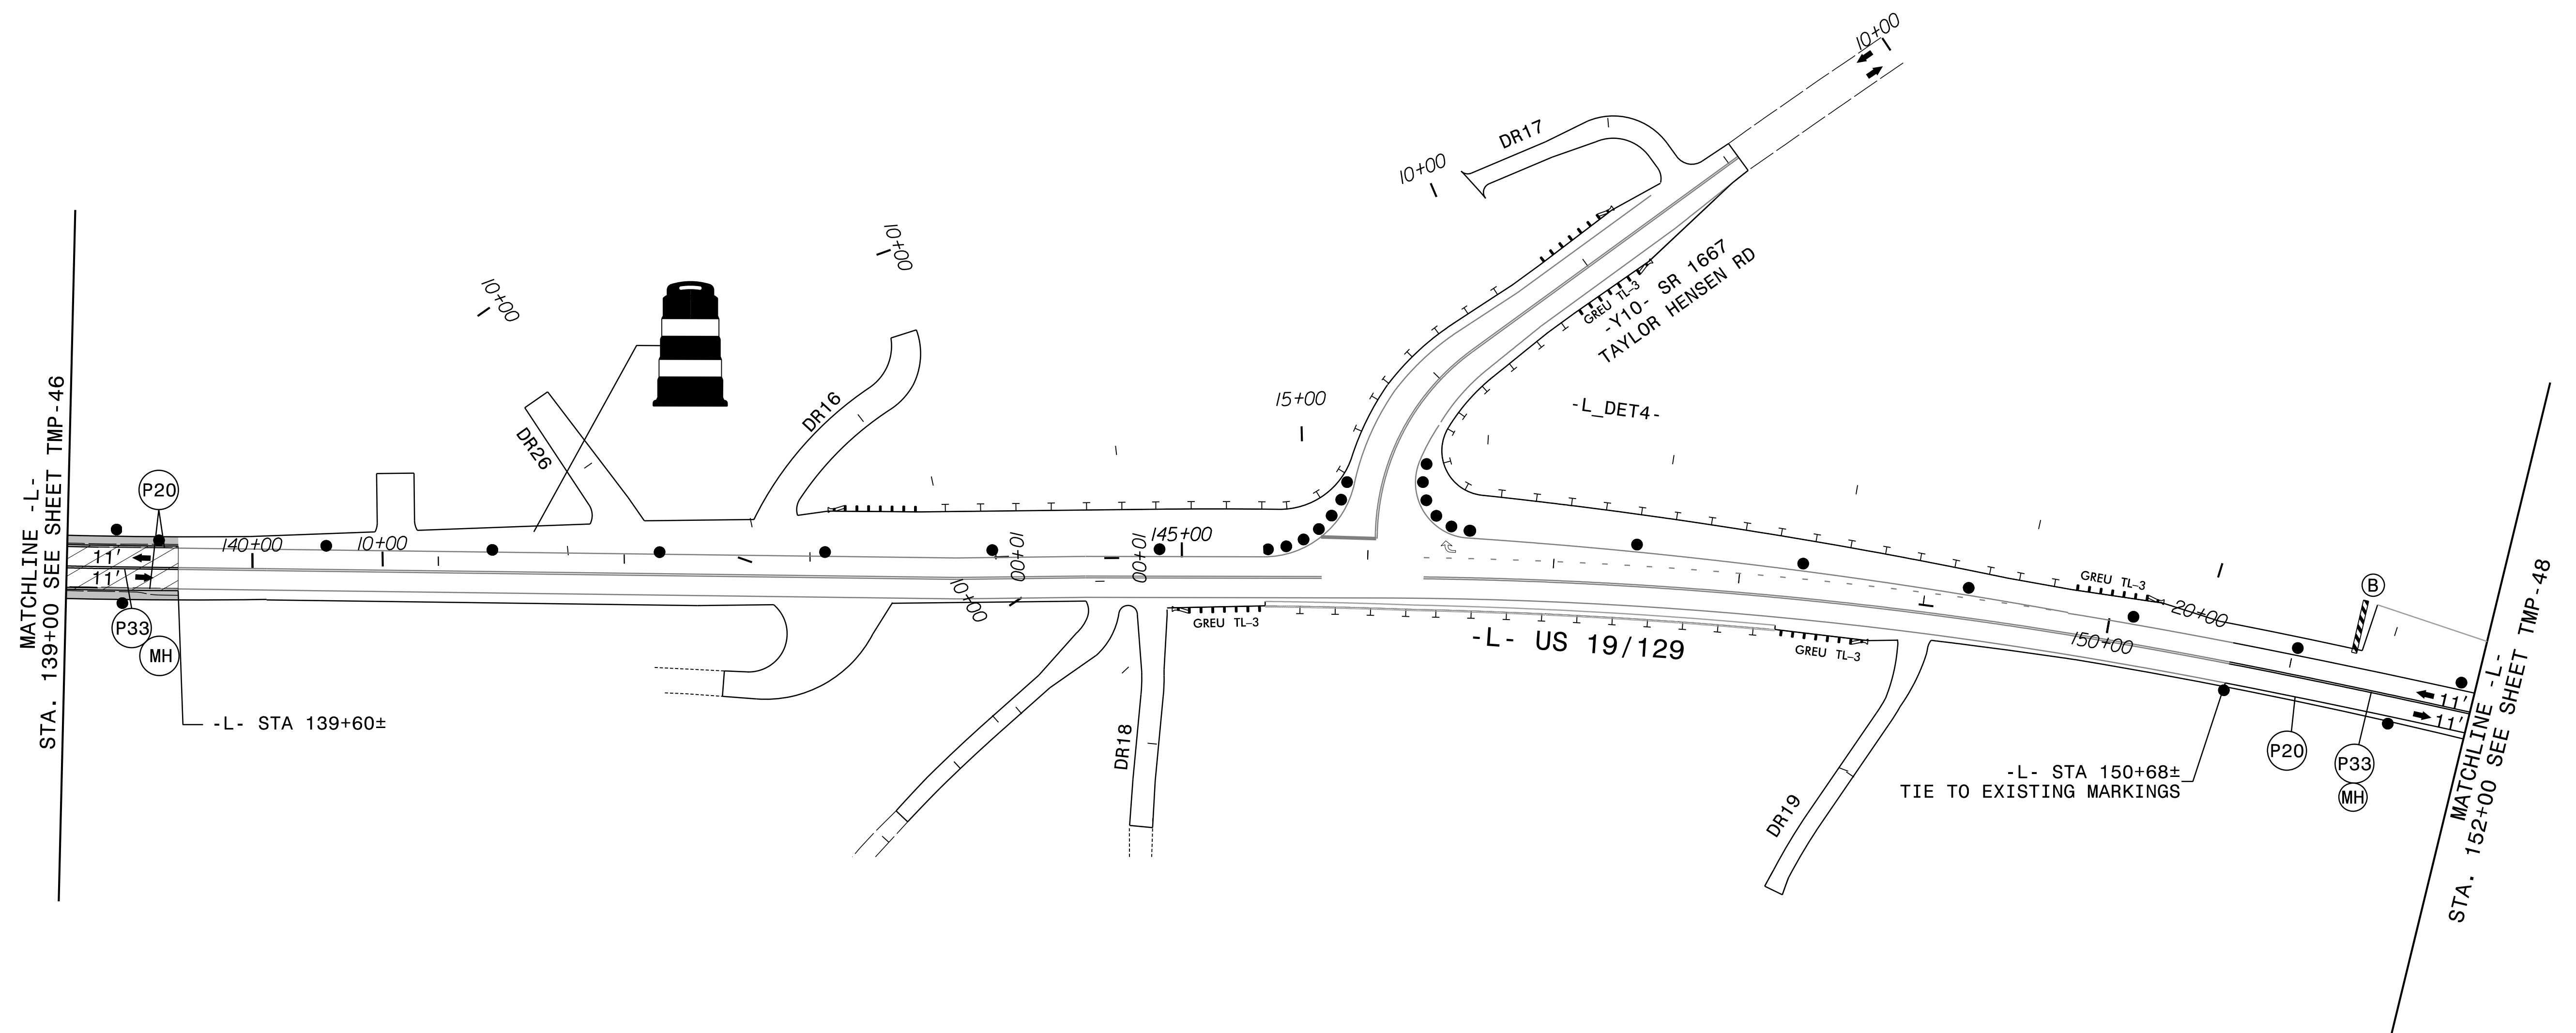 10+00
DR17
10+00
-Y10- SR 1667
TAYLOR HENSEN RD
GREU TL-3
10+00
10+00
DR16
DR26
15+00
-L_DET4-
MATCHLINE -L-
STA. 139+00 SEE SHEET TMP-46
P20
11'
11'
140+00
10+00
10+00
10+00
145+00
10+00
P33
MH
-L- STA 139+60±
GREU TL-3
-L- US 19/129
GREU TL-3
GREU TL-3
20+00
150+00
B
DR18
DR19
-L- STA 150+68±
TIE TO EXISTING MARKINGS
P20
P33
MH
11'
11'
MATCHLINE -L-
STA. 152+00 SEE SHEET TMP-48